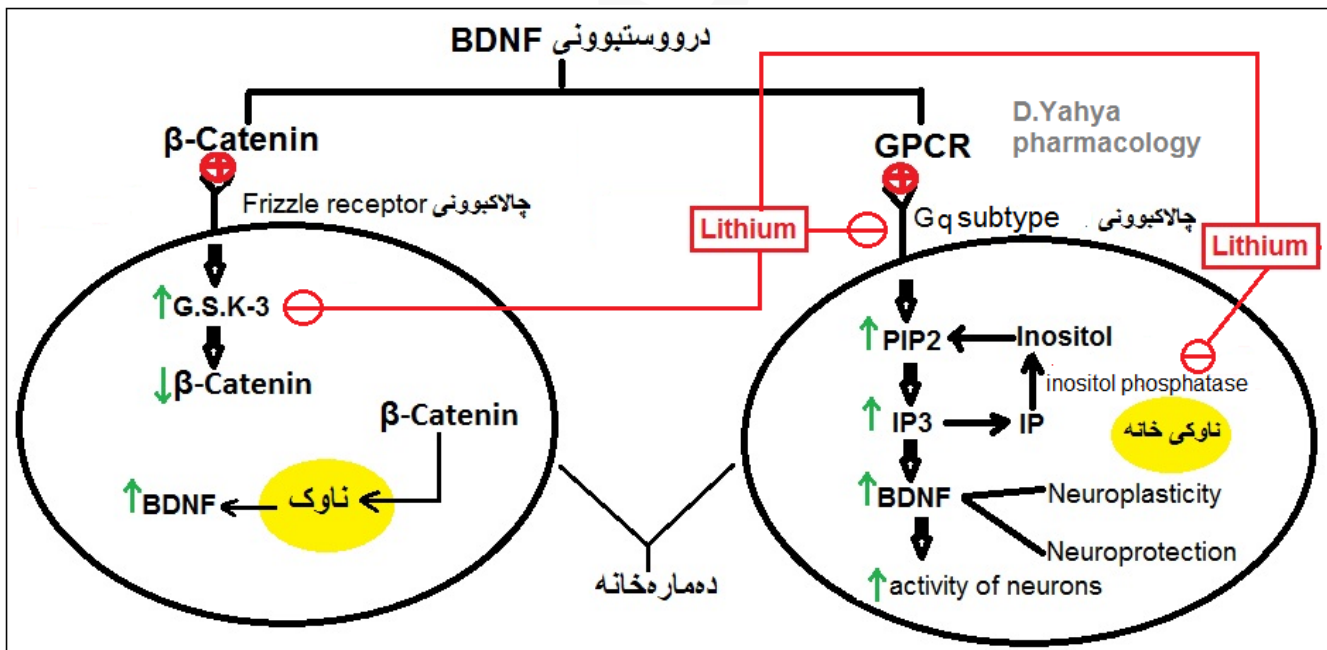 درووستبوونی BDNF
β-Catenin
GPCR
D.Yahya
pharmacology
Frizzle receptor چالاکبوونی
Lithium
Gq subtype . چالاکبوونی
Lithium
↑ G.S.K-3
↓ β-Catenin
β-Catenin
ناوک
↑ BDNF
↑ PIP2
Inositol
inositol phosphatase
↑ IP3
IP
ناوکی خانە
↑ BDNF
Neuroplasticity
Neuroprotection
↑ activity of neurons
دەمارەخانە